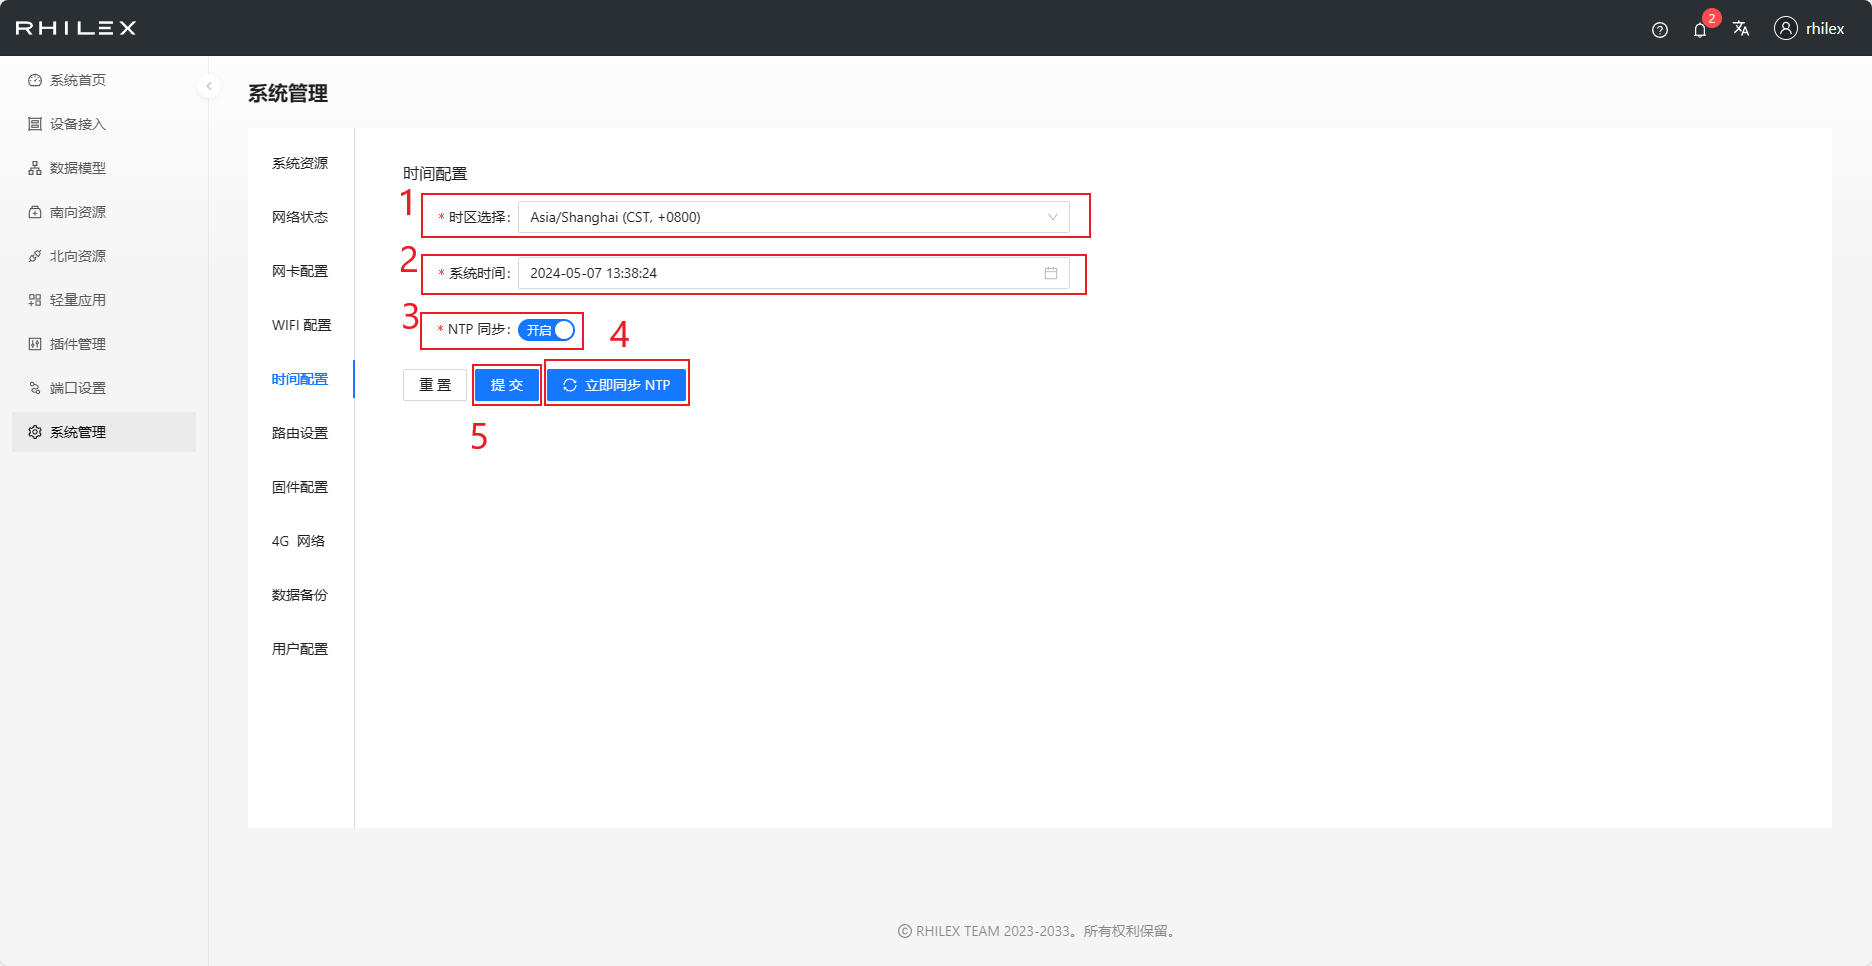 RHILEX
2
rhilex
系统首页
设备接入
数据模型
南向资源
北向资源
轻量应用
插件管理
端口设置
系统管理
系统管理
系统资源
网络状态
网卡配置
WIFI 配置
时间配置
路由设置
固件配置
4G 网络
数据备份
用户配置
时间配置
1
* 时区选择: Asia/Shanghai (CST, +0800)
2
* 系统时间: 2024-05-07 13:38:24
3
* NTP 同步: 开启
4
重 置 提 交 立即同步 NTP
5
© RHILEX TEAM 2023-2033。所有权利保留。